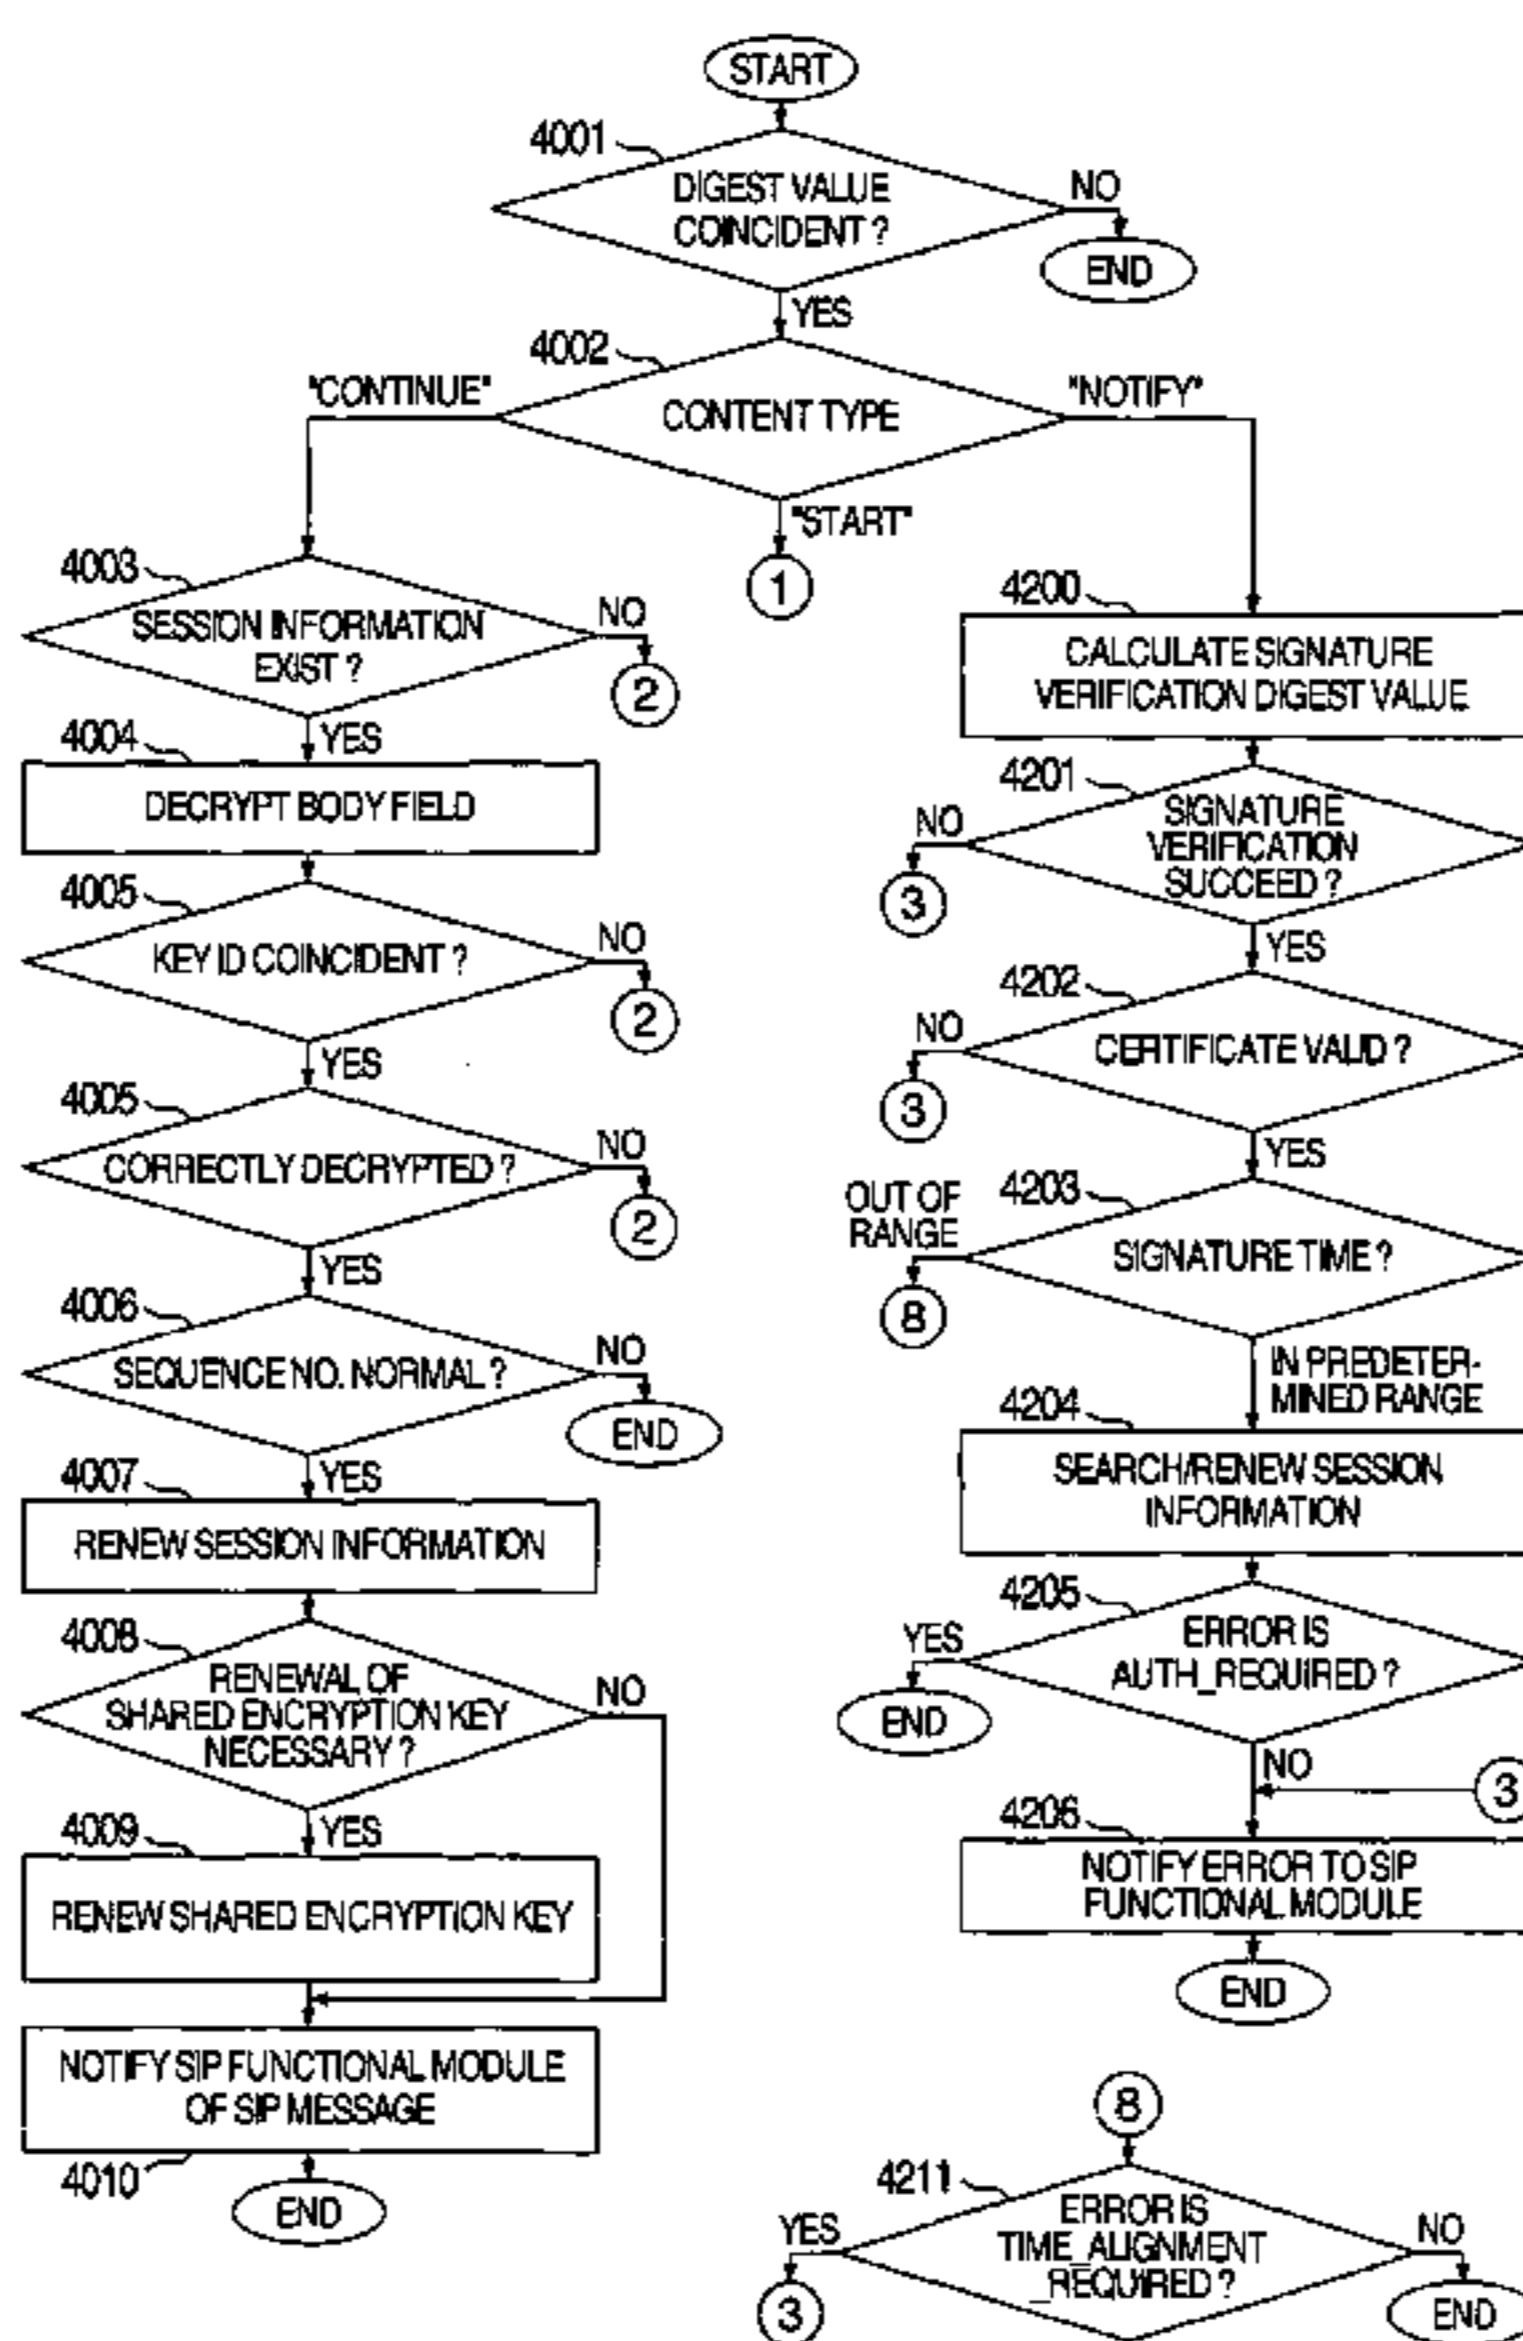 START
4001
DIGEST VALUE
COINCIDENT ?
NO
END
YES
4002
"CONTINUE"
CONTENT TYPE
"NOTIFY"
"START"
1
4003
SESSION INFORMATION
EXIST ?
NO
2
YES
4004
DECRYPT BODY FIELD
4005
KEY ID COINCIDENT ?
NO
2
YES
4005
CORRECTLY DECRYPTED ?
NO
2
YES
4006
SEQUENCE NO. NORMAL ?
NO
END
YES
4007
RENEW SESSION INFORMATION
4008
RENEWAL OF
SHARED ENCRYPTION KEY
NECESSARY ?
NO
YES
4009
RENEW SHARED ENCRYPTION KEY
NOTIFY SIP FUNCTIONAL MODULE
OF SIP MESSAGE
4010
END
4200
CALCULATE SIGNATURE
VERIFICATION DIGEST VALUE
4201
SIGNATURE
VERIFICATION
SUCCEED ?
NO
3
YES
4202
CERTIFICATE VALID ?
NO
3
YES
4203
OUT OF
RANGE
SIGNATURE TIME ?
8
IN PREDETER-
MINED RANGE
4204
SEARCH/RENEW SESSION
INFORMATION
4205
ERROR IS
AUTH_REQUIRED ?
YES
END
NO
3
4206
NOTIFY ERROR TO SIP
FUNCTIONAL MODULE
END
8
4211
ERROR IS
TIME_ALIGNMENT
_REQUIRED ?
YES
3
NO
END